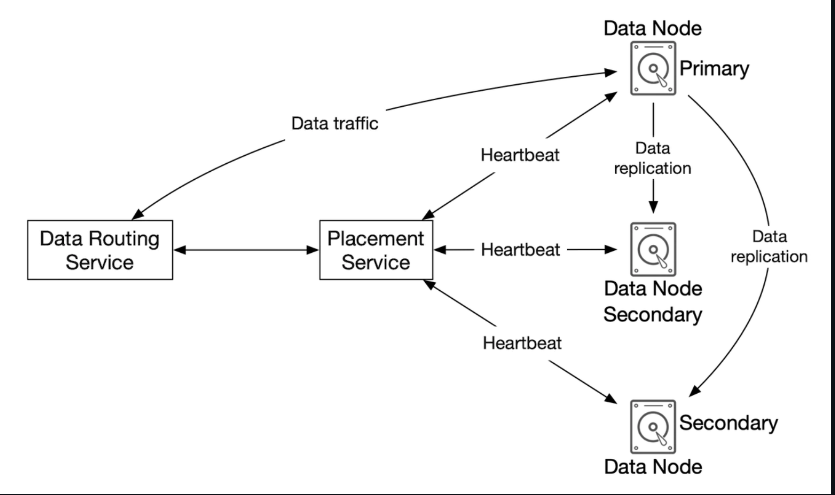 Data Node
Primary
Data traffic
Heartbeat
Data
replication
Data Routing
Service
Placement
Service
Heartbeat
Data
replication
Data Node
Secondary
Heartbeat
Secondary
Data Node